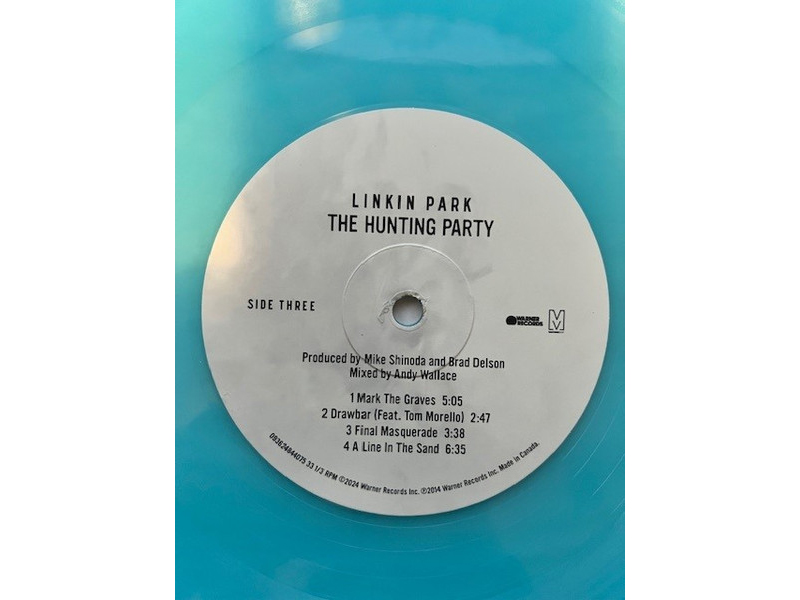 LINKIN PARK
THE HUNTING PARTY
SIDE THREE
WARNER
RECORDS
Produced by Mike Shinoda and Brad Delson
Mixed by Andy Wallace
1 Mark The Graves 5:05
2 Drawbar (Feat. Tom Morello) 2:47
3 Final Masquerade 3:38
4 A Line In The Sand 6:35
093624844075 33 1/3 RPM ©2024 Warner Records Inc. ℗2014 Warner Records Inc. Made in Canada.